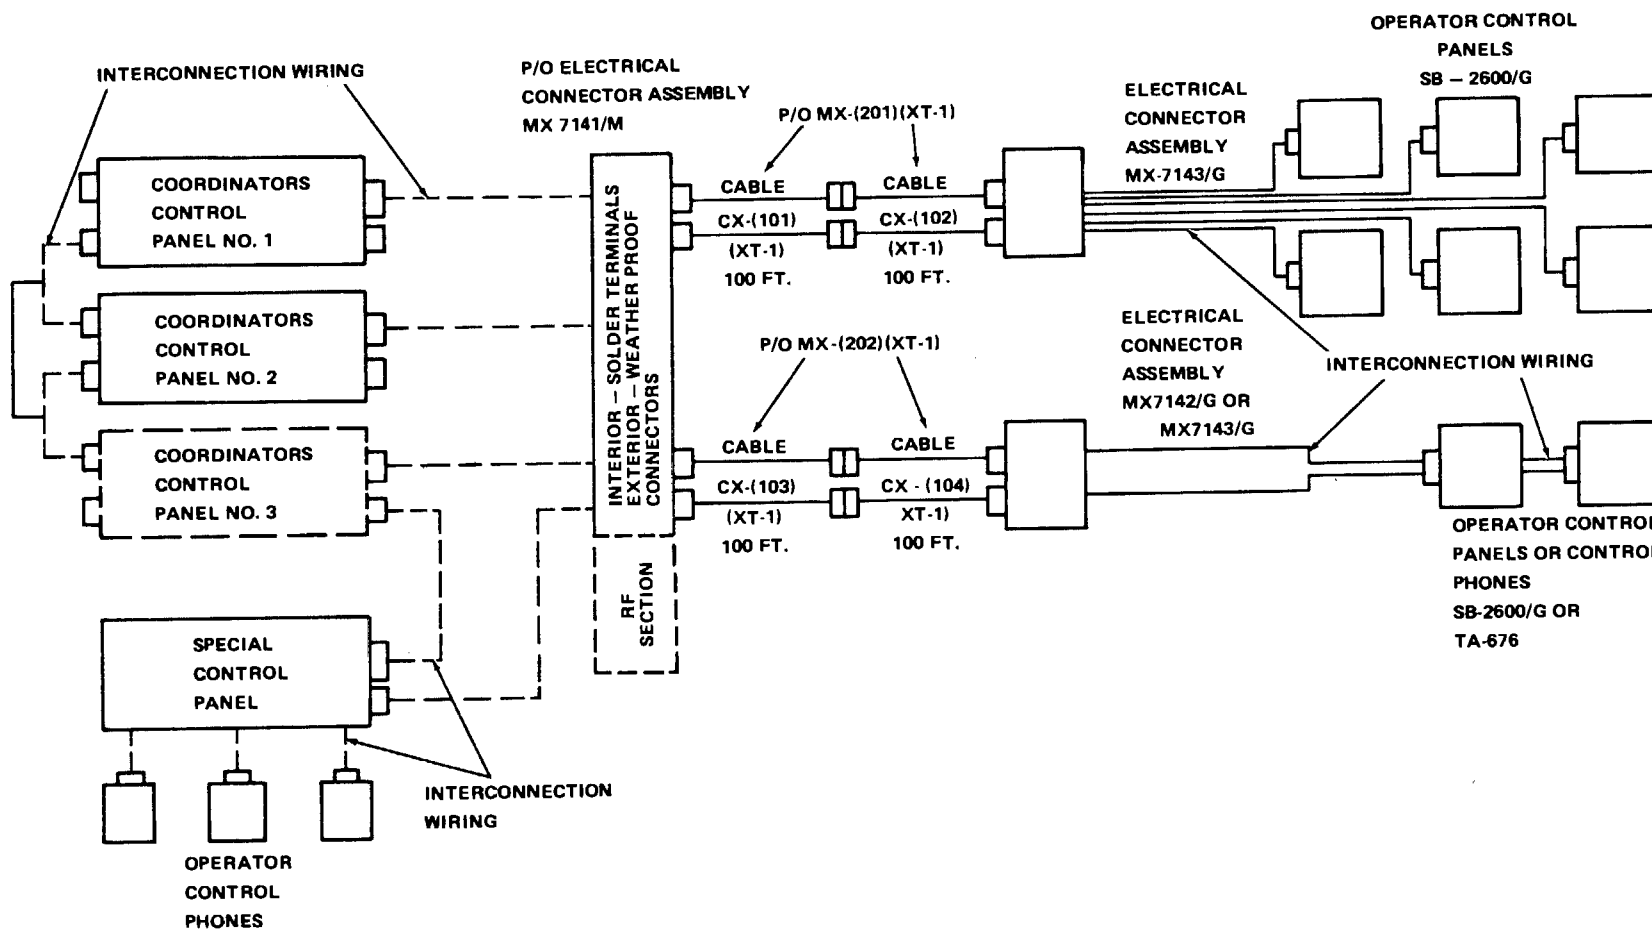 INTERCONNECTION WIRING
P/O ELECTRICAL
CONNECTOR ASSEMBLY
MX 7141/M
P/O MX-(201)(XT-1)
ELECTRICAL
CONNECTOR
ASSEMBLY
MX-7143/G
OPERATOR CONTROL
PANELS
SB – 2600/G
COORDINATORS
CONTROL
PANEL NO. 1
COORDINATORS
CONTROL
PANEL NO. 2
COORDINATORS
CONTROL
PANEL NO. 3
INTERIOR – SOLDER TERMINALS
EXTERIOR – WEATHER PROOF
CONNECTORS
RF
SECTION
CABLE
CX-(101)
(XT-1)
100 FT.
CABLE
CX-(102)
(XT-1)
100 FT.
P/O MX-(202)(XT-1)
CABLE
CX-(103)
(XT-1)
100 FT.
CABLE
CX - (104)
XT-1)
100 FT.
ELECTRICAL
CONNECTOR
ASSEMBLY
MX7142/G OR
MX7143/G
INTERCONNECTION WIRING
OPERATOR CONTROL
PANELS OR CONTROL
PHONES
SB-2600/G OR
TA-676
SPECIAL
CONTROL
PANEL
INTERCONNECTION
WIRING
OPERATOR
CONTROL
PHONES